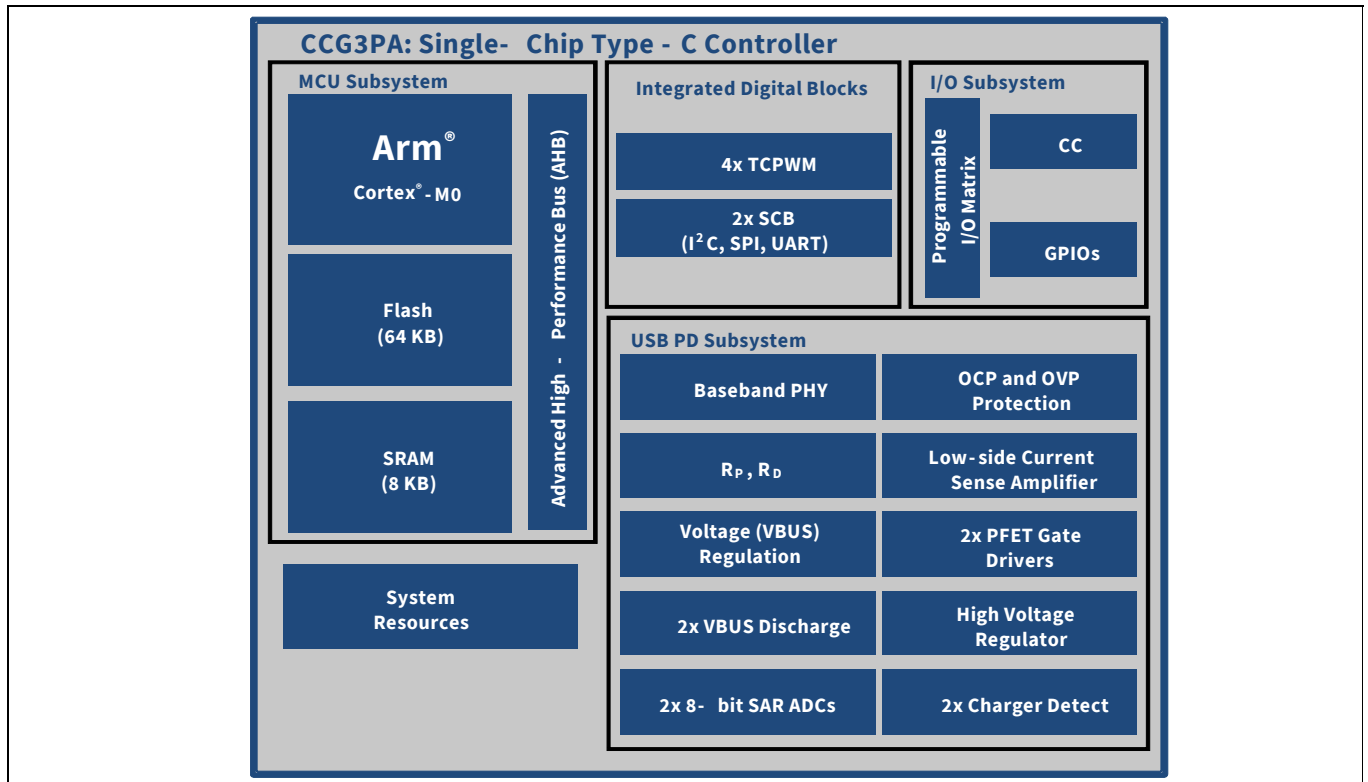 CCG3PA: Single- Chip Type - C Controller
MCU Subsystem
Arm®
Cortex® - M0
Flash
(64 KB)
SRAM
(8 KB)
Advanced High - Performance Bus (AHB)
System
Resources
Integrated Digital Blocks
4x TCPWM
2x SCB
(I²C, SPI, UART)
I/O Subsystem
Programmable
I/O Matrix
CC
GPIOs
USB PD Subsystem
Baseband PHY
OCP and OVP
Protection
RP, RD
Low-side Current
Sense Amplifier
Voltage (VBUS)
Regulation
2x PFET Gate
Drivers
2x VBUS Discharge
High Voltage
Regulator
2x 8- bit SAR ADCs
2x Charger Detect